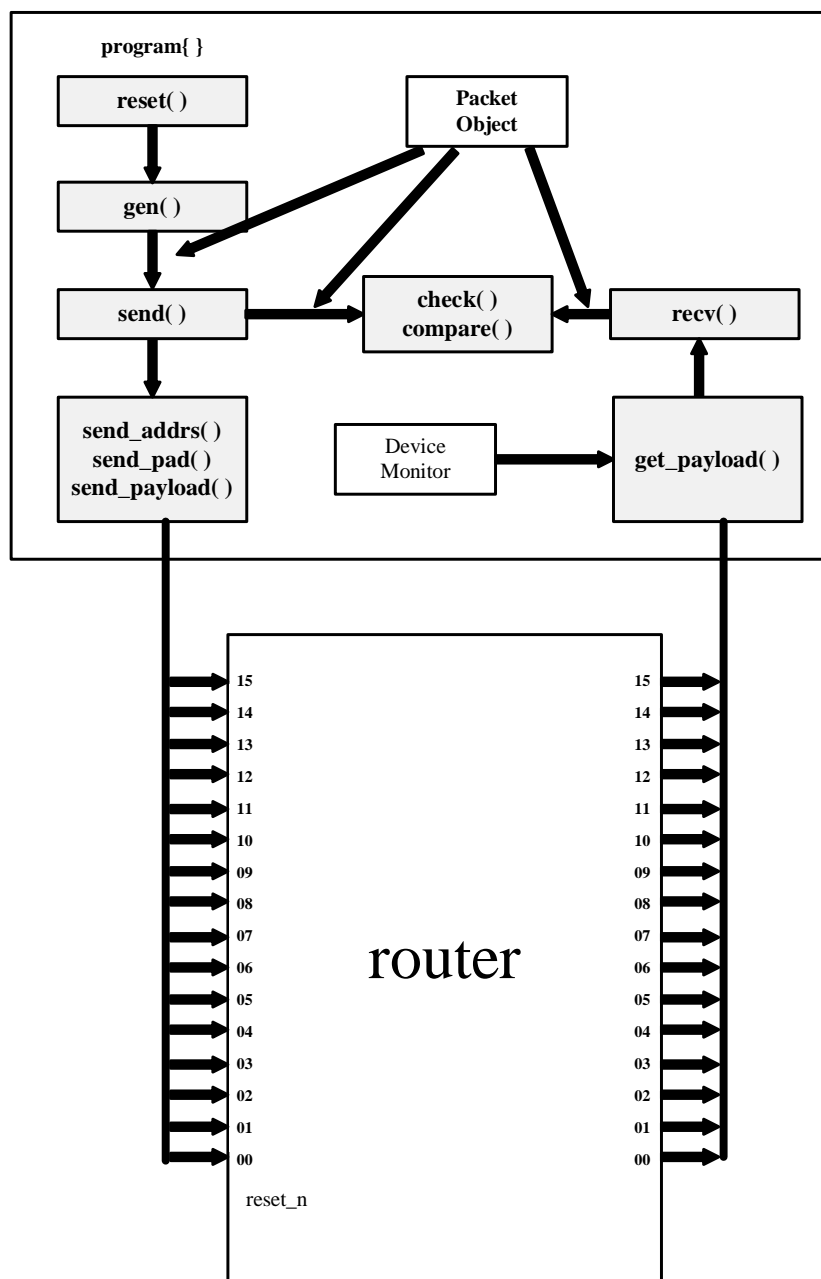 program{ }
reset( )
Packet
Object
gen( )
send( )
check( )
compare( )
recv( )
send_addrs( )
send_pad( )
send_payload( )
Device
Monitor
get_payload( )
15
14
13
12
11
10
09
08
07
06
05
04
03
02
01
00
router
15
14
13
12
11
10
09
08
07
06
05
04
03
02
01
00
reset_n